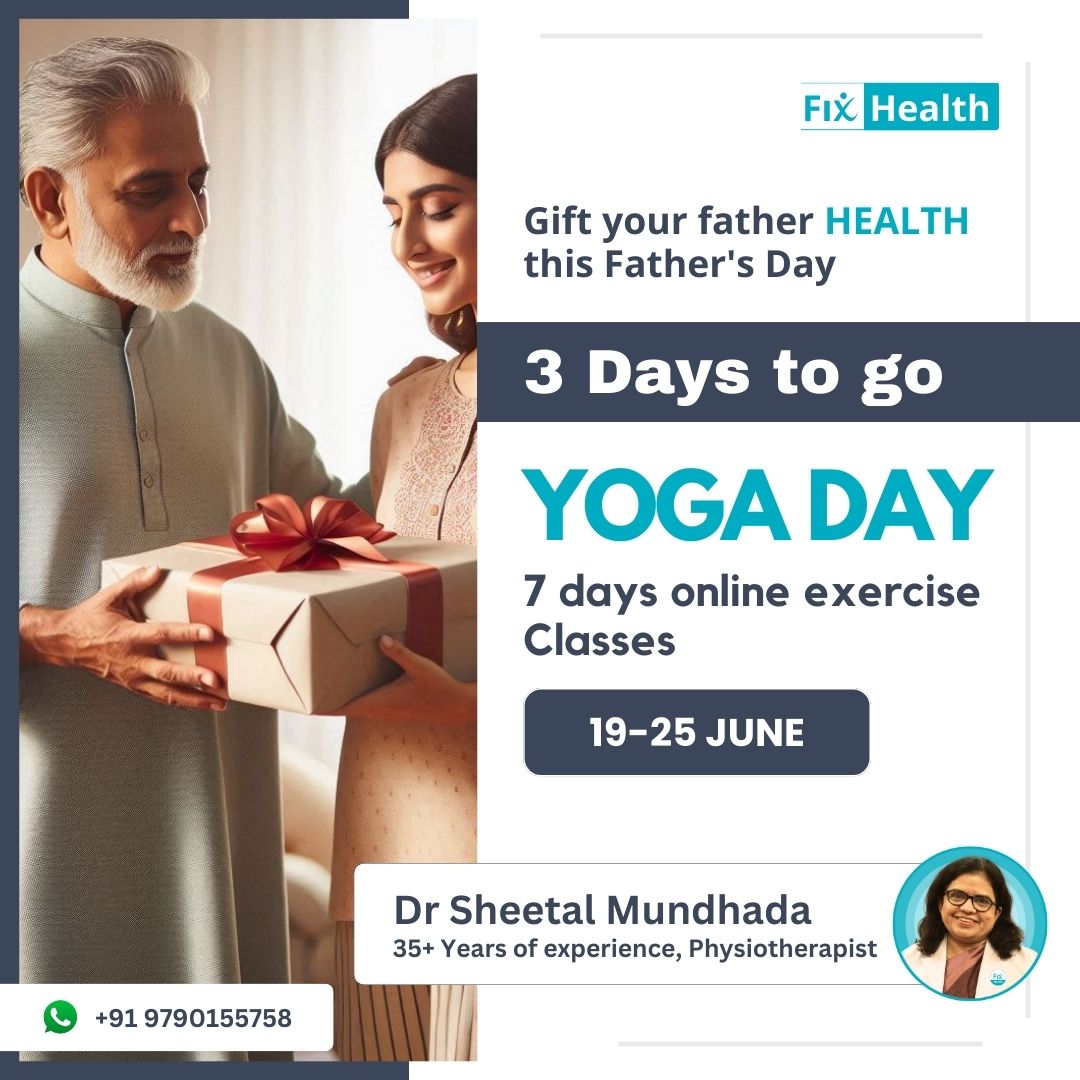 Fix Health
Gift your father HEALTH
this Father's Day
3 Days to go
YOGA DAY
7 days online exercise
Classes
19-25 JUNE
Dr Sheetal Mundhada
35+ Years of experience, Physiotherapist
+91 9790155758